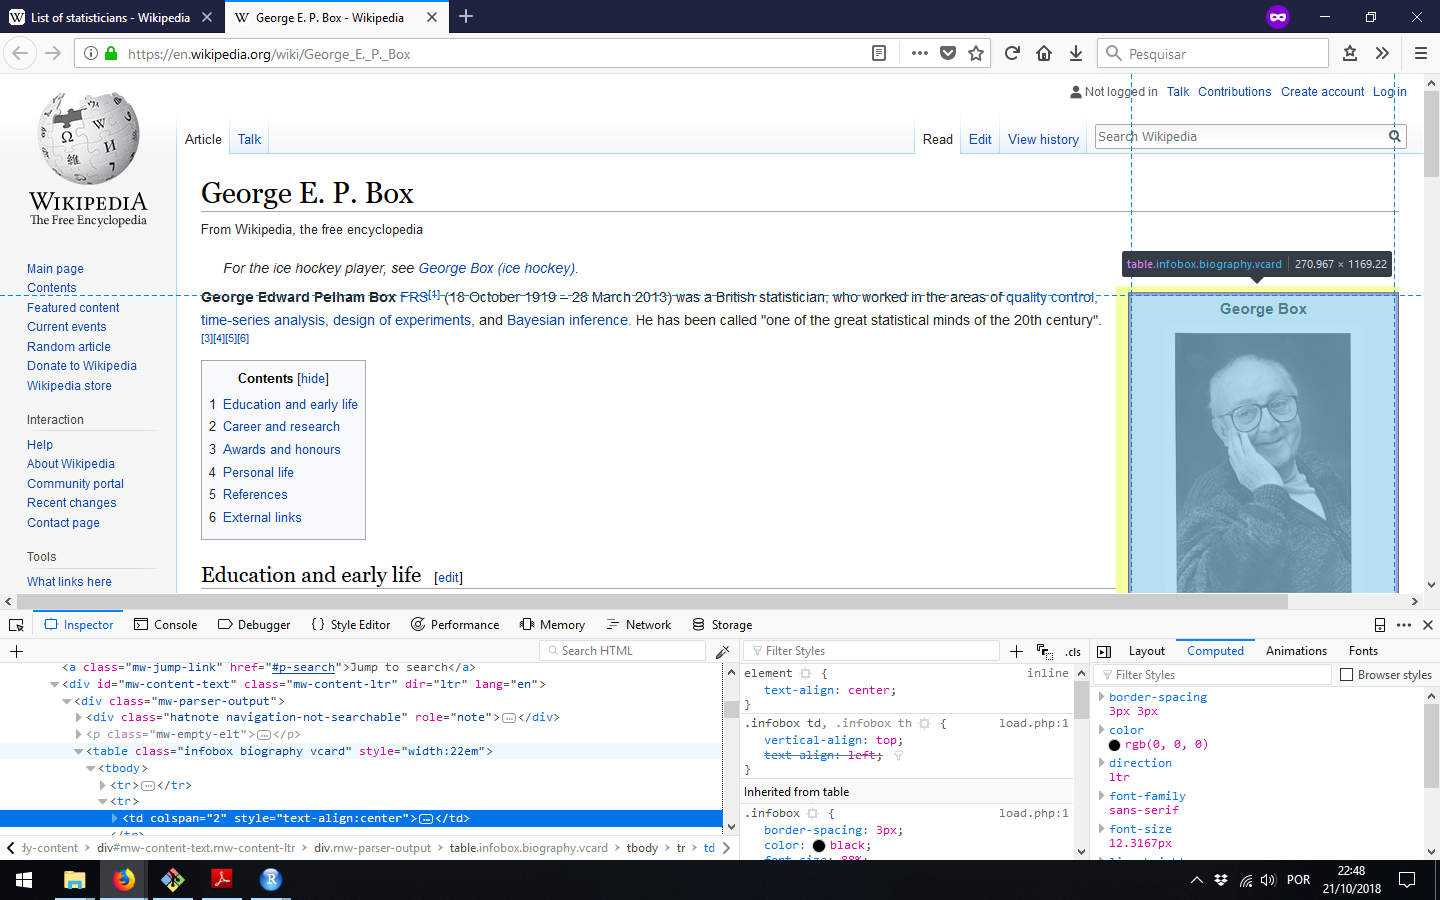 List of statisticians - Wikipedia
George E. P. Box - Wikipedia
https://en.wikipedia.org/wiki/George_E._P._Box
Pesquisar
Not logged in Talk Contributions Create account Log in
Article Talk
Read Edit View history
Search Wikipedia
WIKIPEDIA
The Free Encyclopedia
George E. P. Box
From Wikipedia, the free encyclopedia
For the ice hockey player, see George Box (ice hockey).
George Edward Pelham Box FRS[1] (18 October 1919 – 28 March 2013) was a British statistician, who worked in the areas of quality control,
time-series analysis, design of experiments, and Bayesian inference. He has been called "one of the great statistical minds of the 20th century".
[3][4][5][6]
table.infobox.biography.vcard 270.967 × 1169.22
George Box
Main page
Contents
Featured content
Current events
Random article
Donate to Wikipedia
Wikipedia store
Interaction
Help
About Wikipedia
Community portal
Recent changes
Contact page
Tools
What links here
Contents [hide]
1 Education and early life
2 Career and research
3 Awards and honours
4 Personal life
5 References
6 External links
Education and early life [edit]
Inspector Console Debugger {} Style Editor Performance Memory Network Storage
Search HTML
<a class="mw-jump-link" href="#p-search">Jump to search</a>
<div id="mw-content-text" class="mw-content-ltr" dir="ltr" lang="en">
<div class="mw-parser-output">
<div class="hatnote navigation-not-searchable" role="note"></div>
<p class="mw-empty-elt"></p>
<table class="infobox biography vcard" style="width:22em">
<tbody>
<tr></tr>
<tr>
<td colspan="2" style="text-align:center"></td>
</tr>
dy-content div#mw-content-text.mw-content-ltr div.mw-parser-output table.infobox.biography.vcard tbody tr td
Filter Styles
.cls
element { inline
text-align: center;
}
.infobox td, .infobox th { load.php:1
vertical-align: top;
text-align: left;
}
Inherited from table
.infobox { load.php:1
border-spacing: 3px;
color: black;
font-size: 88%;
Layout Computed Animations Fonts
Filter Styles
Browser styles
border-spacing
3px 3px
color
rgb(0, 0, 0)
direction
ltr
font-family
sans-serif
font-size
12.3167px
POR
22:48
21/10/2018